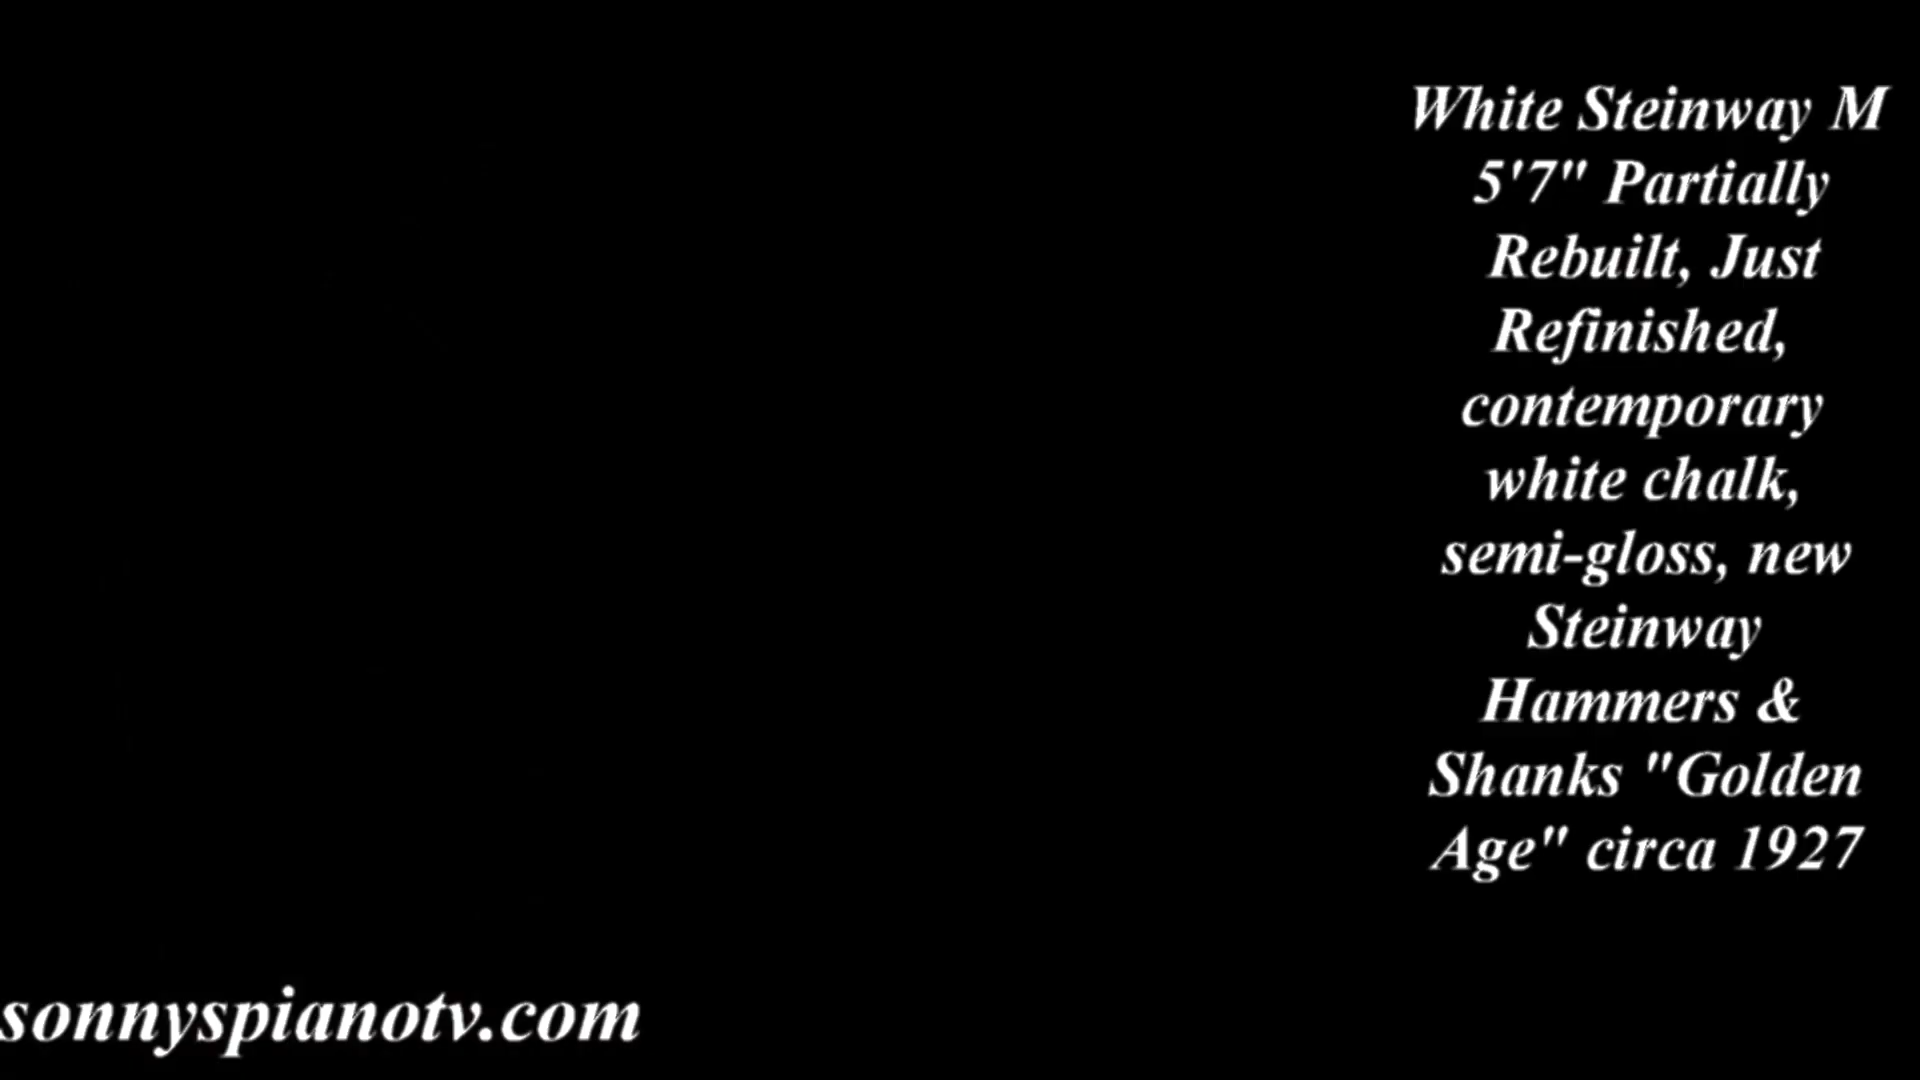 White Steinway M
5'7" Partially
Rebuilt, Just
Refinished,
contemporary
white chalk,
semi-gloss, new
Steinway
Hammers &
Shanks "Golden
Age" circa 1927
sonnyspianotv.com